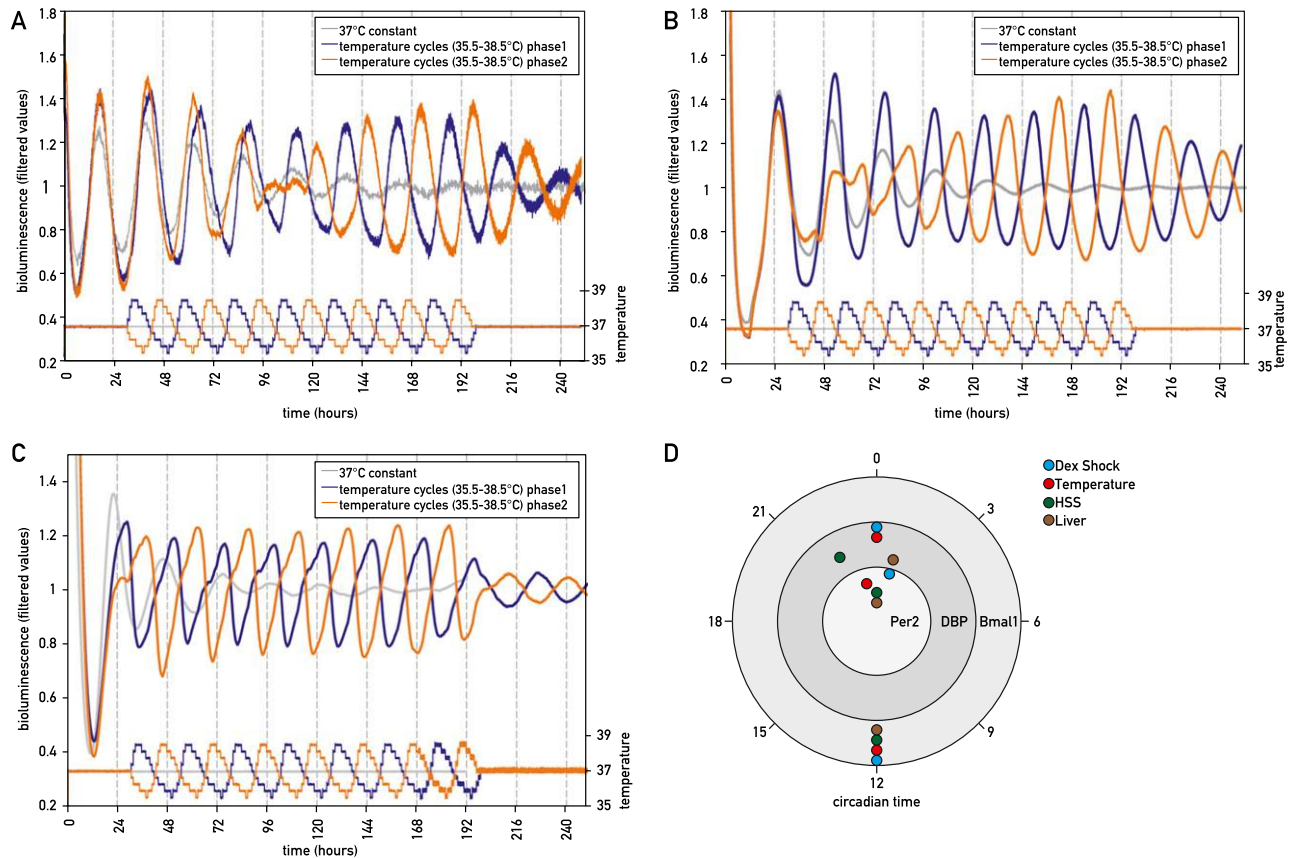 A
37°C constant
temperature cycles (35.5-38.5°C) phase1
temperature cycles (35.5-38.5°C) phase2
bioluminescence (filtered values)
1.8
1.6
1.4
1.2
1
0.8
0.6
0.4
0.2
39
37
35
temperature
0
24
48
72
96
120
144
168
192
216
240
time (hours)
B
37°C constant
temperature cycles (35.5-38.5°C) phase1
temperature cycles (35.5-38.5°C) phase2
bioluminescence (filtered values)
1.8
1.6
1.4
1.2
1
0.8
0.6
0.4
0.2
39
37
35
temperature
0
24
48
72
96
120
144
168
192
216
240
time (hours)
C
37°C constant
temperature cycles (35.5-38.5°C) phase1
temperature cycles (35.5-38.5°C) phase2
bioluminescence (filtered values)
1.4
1.2
1
0.8
0.6
0.4
0.2
39
37
35
temperature
0
24
48
72
96
120
144
168
192
216
240
time (hours)
D
Dex Shock
Temperature
HSS
Liver
0
3
6
9
12
15
18
21
Per2
DBP
Bmal1
circadian time